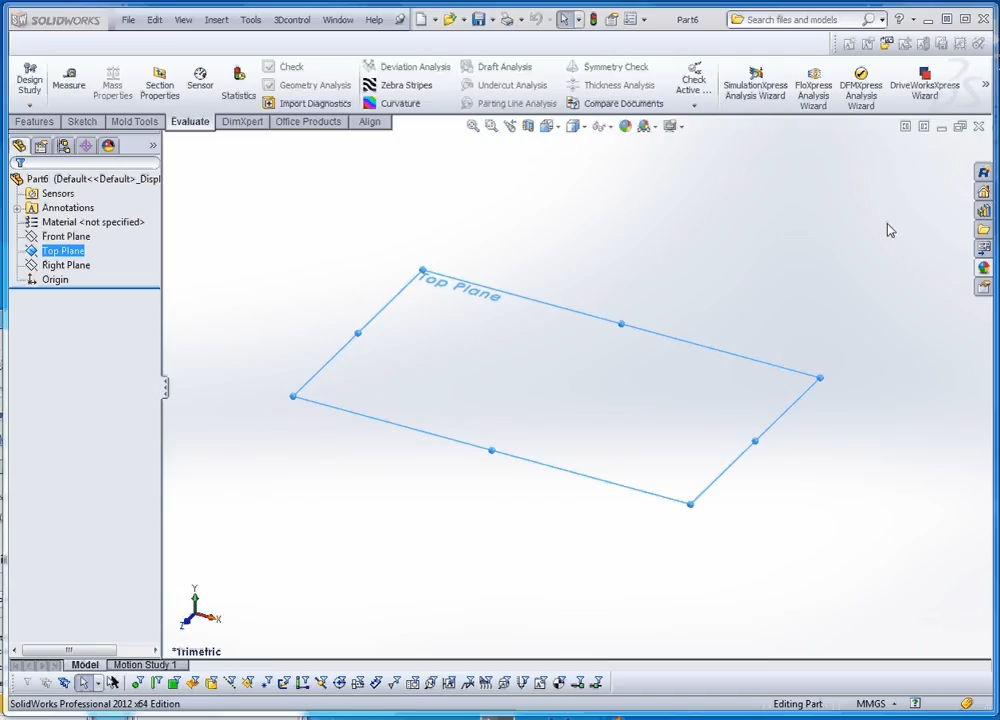 SOLIDWORKS File Edit View Insert Tools 3Dcontrol Window Help Part6 Search files and models
Design Study
Measure
Mass Properties
Section Properties
Sensor
Statistics
Check
Geometry Analysis
Import Diagnostics
Deviation Analysis
Zebra Stripes
Curvature
Draft Analysis
Undercut Analysis
Parting Line Analysis
Symmetry Check
Thickness Analysis
Compare Documents
Check Active ...
SimulationXpress Analysis Wizard
FloXpress Analysis Wizard
DFMXpress Analysis Wizard
DriveWorksXpress Wizard
Features Sketch Mold Tools Evaluate DimXpert Office Products Align
Part6 (Default<<Default>_Displ
Sensors
Annotations
Material <not specified>
Front Plane
Top Plane
Right Plane
Origin
Top Plane
Y
X
Z
*Trimetric
Model Motion Study 1
SolidWorks Professional 2012 x64 Edition Editing Part MMGS